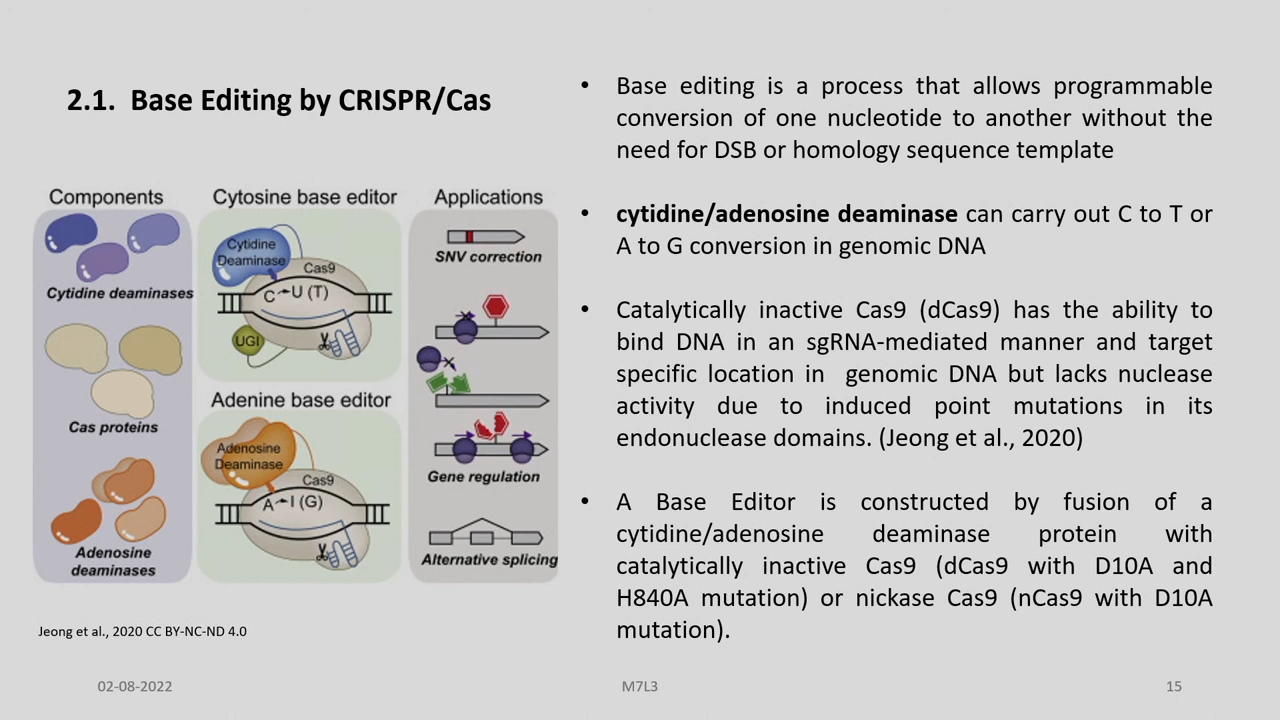 2.1. Base Editing by CRISPR/Cas
Components
Cytidine deaminases
Cas proteins
Adenosine
deaminases
Cytosine base editor
Cytidine
Deaminase
Cas9
C U (T)
UGI
Adenine base editor
Adenosine
Deaminase
Cas9
A I (G)
Applications
SNV correction
Gene regulation
Alternative splicing
Jeong et al., 2020 CC BY-NC-ND 4.0
• Base editing is a process that allows programmable
conversion of one nucleotide to another without the
need for DSB or homology sequence template
• cytidine/adenosine deaminase can carry out C to T or
A to G conversion in genomic DNA
• Catalytically inactive Cas9 (dCas9) has the ability to
bind DNA in an sgRNA-mediated manner and target
specific location in genomic DNA but lacks nuclease
activity due to induced point mutations in its
endonuclease domains. (Jeong et al., 2020)
• A Base Editor is constructed by fusion of a
cytidine/adenosine deaminase protein with
catalytically inactive Cas9 (dCas9 with D10A and
H840A mutation) or nickase Cas9 (nCas9 with D10A
mutation).
02-08-2022
M7L3
15